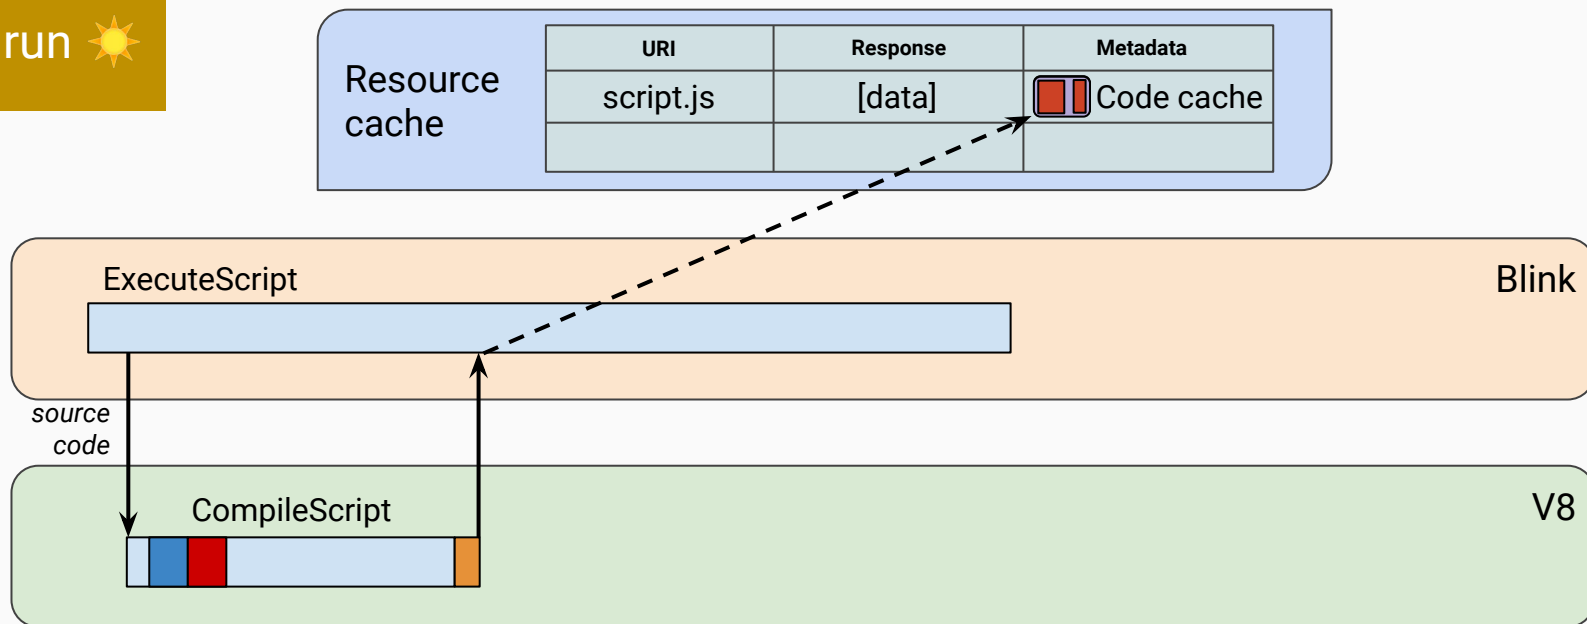 run
Resource
cache
URI Response Metadata
script.js [data] Code cache
ExecuteScript
Blink
source
code
CompileScript
V8